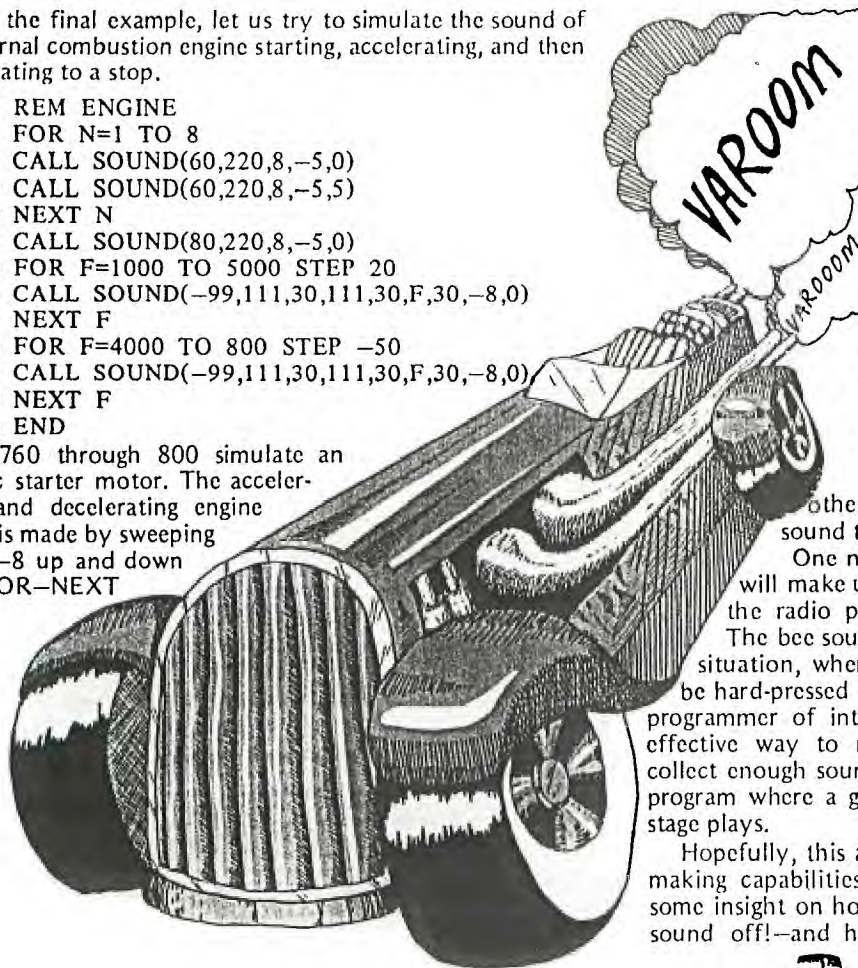 the final example, let us try to simulate the sound of
ernal combustion engine starting, accelerating, and then
ating to a stop.
REM ENGINE
FOR N=1 TO 8
CALL SOUND(60,220,8,−5,0)
CALL SOUND(60,220,8,−5,5)
NEXT N
CALL SOUND(80,220,8,−5,0)
FOR F=1000 TO 5000 STEP 20
CALL SOUND(−99,111,30,111,30,F,30,−8,0)
NEXT F
FOR F=4000 TO 800 STEP −50
CALL SOUND(−99,111,30,111,30,F,30,−8,0)
NEXT F
END
760 through 800 simulate an
starter motor. The acceler-
and decelerating engine
is made by sweeping
−8 up and down
OR−NEXT
VAROOM
VAROOOM
othe
sound t
One n
will make u
the radio p
The bee sou
situation, when
be hard-pressed
programmer of int
effective way to
collect enough soun
program where a g
stage plays.
Hopefully, this a
making capabilities
some insight on ho
sound off!—and h